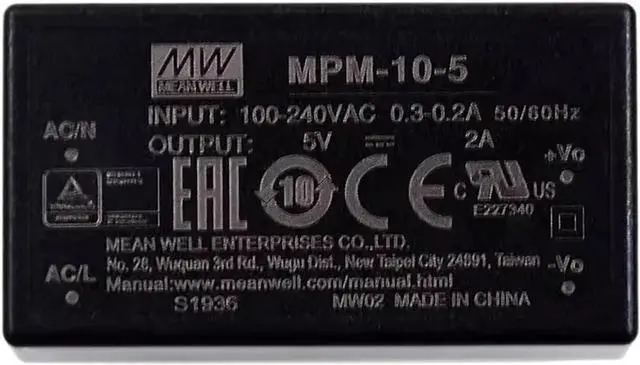 MW
MEAN WELL
MPM-10-5
INPUT: 100-240VAC 0.3-0.2A 50/60Hz
OUTPUT: 5V ⎓ 2A
AC/N
+Vo
EAC 10 CE c RU US
E227340
MEAN WELL ENTERPRISES CO.,LTD.
No. 28, Wuquan 3rd Rd., Wugu Dist., New Taipei City 24891, Taiwan
AC/L
-Vo
Manual:www.meanwell.com/manual.html
S1936 MW02 MADE IN CHINA